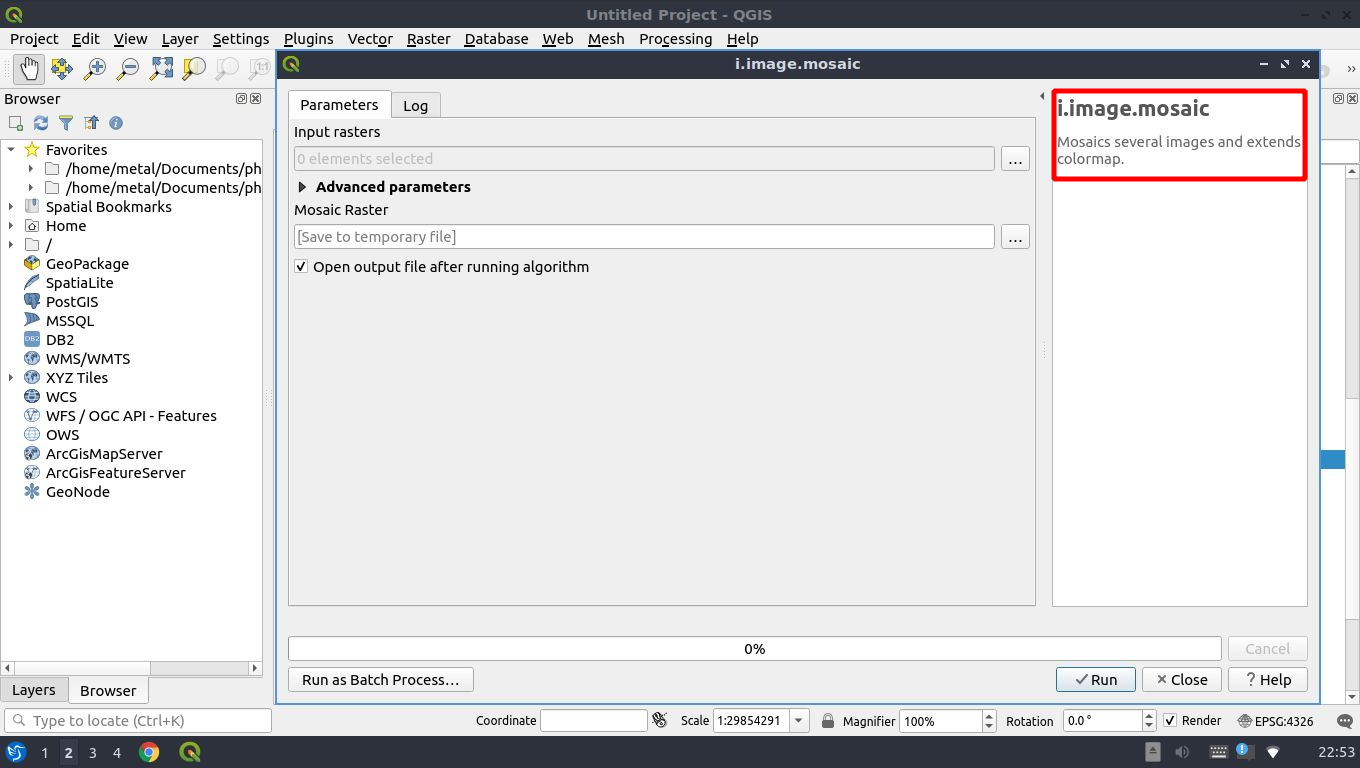 Untitled Project - QGIS
Project Edit View Layer Settings Plugins Vector Raster Database Web Mesh Processing Help
i.image.mosaic
Browser
Favorites
/home/metal/Documents/ph
/home/metal/Documents/ph
Spatial Bookmarks
Home
/
GeoPackage
SpatiaLite
PostGIS
MSSQL
DB2
DB2
WMS/WMTS
XYZ Tiles
WCS
WFS / OGC API - Features
OWS
ArcGisMapServer
ArcGisFeatureServer
GeoNode
Layers Browser
Parameters Log
Input rasters
0 elements selected …
Advanced parameters
Mosaic Raster
[Save to temporary file] …
Open output file after running algorithm
i.image.mosaic
Mosaics several images and extends
colormap.
0% Cancel
Run as Batch Process… Run Close Help
Type to locate (Ctrl+K) Coordinate Scale 1:29854291 Magnifier 100% Rotation 0.0 ° Render EPSG:4326
1 2 3 4 22:53